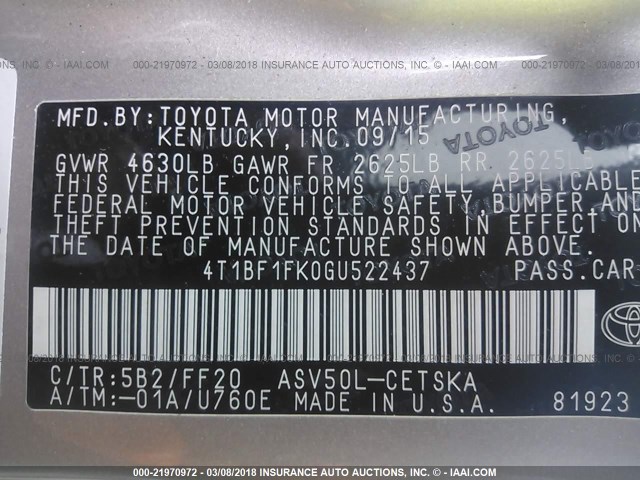 000-21970972 - 03/08/2018 INSURANCE AUTO AUCTIONS, INC. © - IAAI.COM
MFD.BY:TOYOTA MOTOR MANUFACTURING,
KENTUCKY,INC.09/15
GVWR 4630LB GAWR FR 2625LB RR 2625LB
THIS VEHICLE CONFORMS TO ALL APPLICABLE
FEDERAL MOTOR VEHICLE SAFETY,BUMPER AND
THEFT PREVENTION STANDARDS IN EFFECT ON
THE DATE OF MANUFACTURE SHOWN ABOVE.
4T1BF1FK0GU522437 PASS.CAR
C/TR:5B2/FF20 ASV50L-CETSKA
A/TM:-01A/U760E MADE IN U.S.A. 81923
000-21970972 - 03/08/2018 INSURANCE AUTO AUCTIONS, INC. © - IAAI.COM